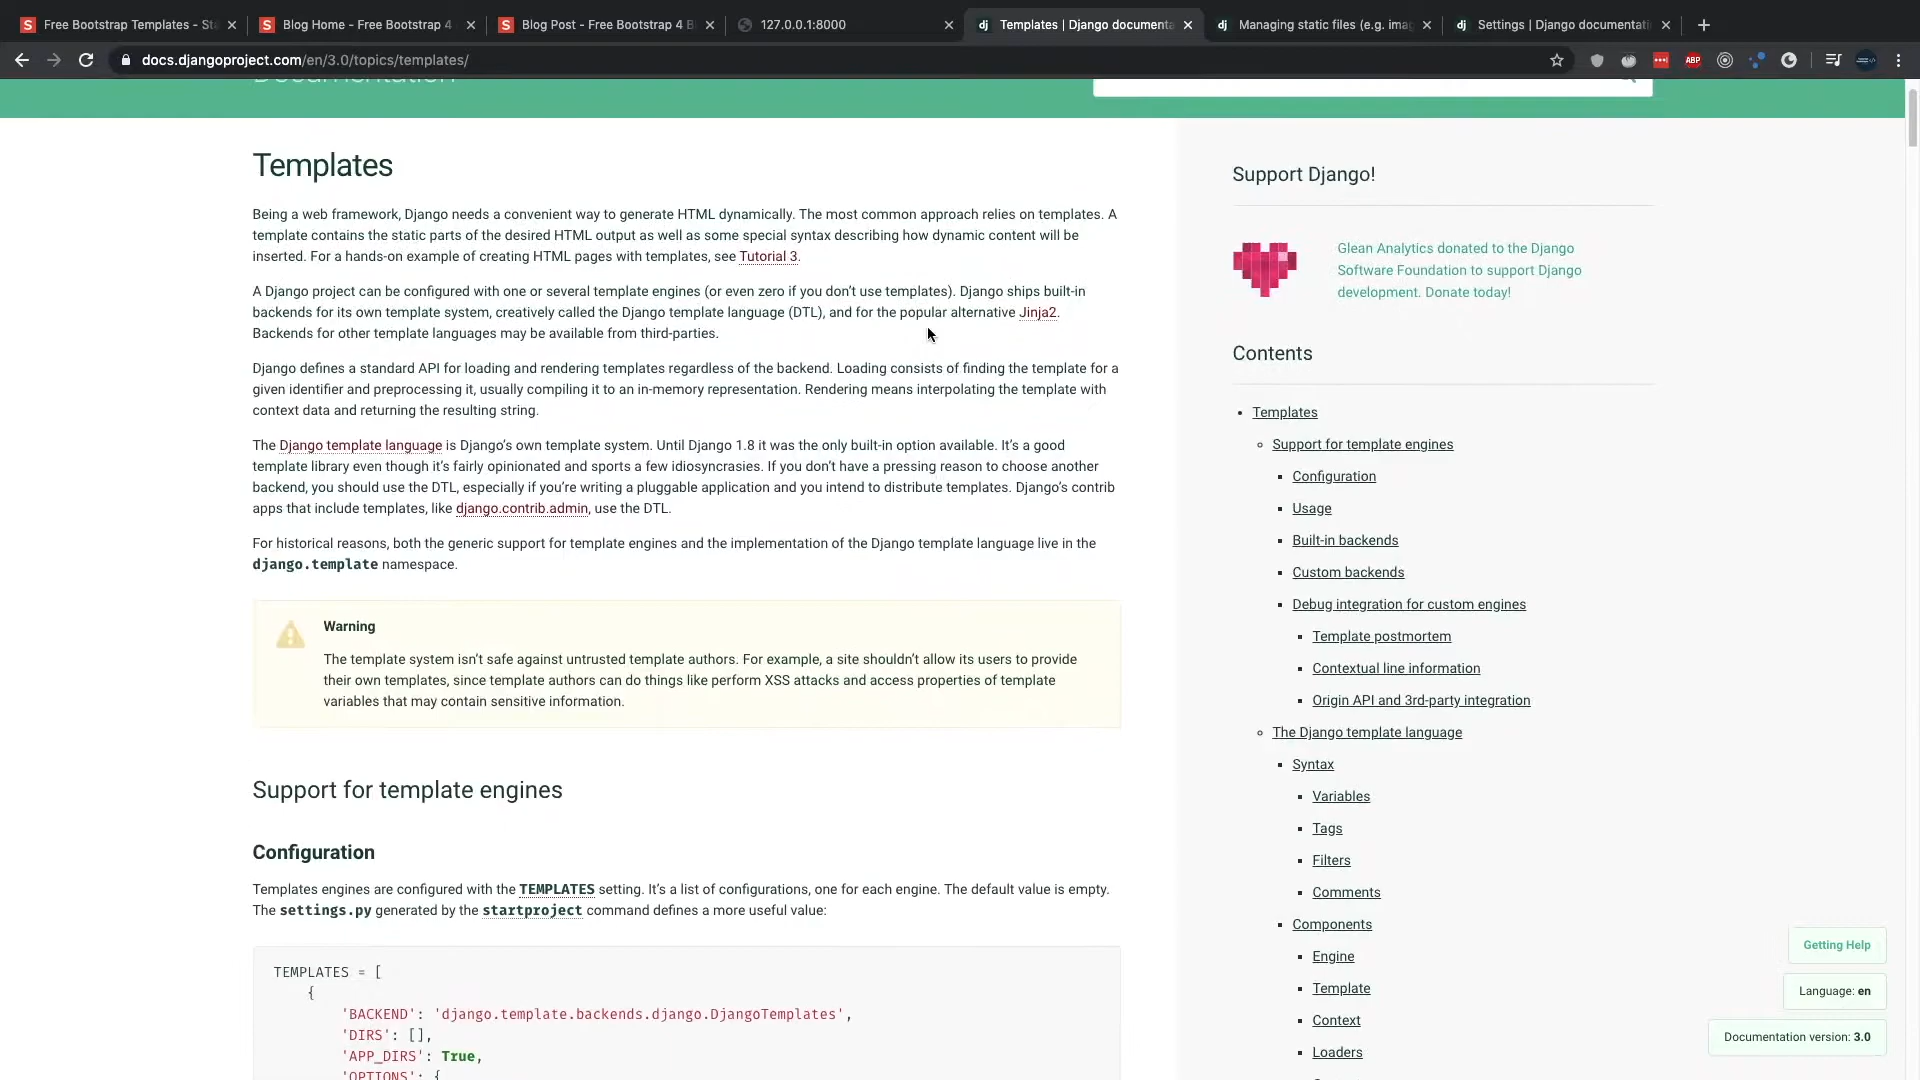 Free Bootstrap Templates - Sta
Blog Home - Free Bootstrap 4
Blog Post - Free Bootstrap 4 B
127.0.0.1:8000
Templates | Django documenta
Managing static files (e.g. imag
Settings | Django documentati
docs.djangoproject.com/en/3.0/topics/templates/
ABP
Documentation
Templates
Being a web framework, Django needs a convenient way to generate HTML dynamically. The most common approach relies on templates. A
template contains the static parts of the desired HTML output as well as some special syntax describing how dynamic content will be
inserted. For a hands-on example of creating HTML pages with templates, see Tutorial 3.
A Django project can be configured with one or several template engines (or even zero if you don't use templates). Django ships built-in
backends for its own template system, creatively called the Django template language (DTL), and for the popular alternative Jinja2.
Backends for other template languages may be available from third-parties.
Django defines a standard API for loading and rendering templates regardless of the backend. Loading consists of finding the template for a
given identifier and preprocessing it, usually compiling it to an in-memory representation. Rendering means interpolating the template with
context data and returning the resulting string.
The Django template language is Django's own template system. Until Django 1.8 it was the only built-in option available. It's a good
template library even though it's fairly opinionated and sports a few idiosyncrasies. If you don't have a pressing reason to choose another
backend, you should use the DTL, especially if you're writing a pluggable application and you intend to distribute templates. Django's contrib
apps that include templates, like django.contrib.admin, use the DTL.
For historical reasons, both the generic support for template engines and the implementation of the Django template language live in the
django.template namespace.
Warning
The template system isn't safe against untrusted template authors. For example, a site shouldn't allow its users to provide
their own templates, since template authors can do things like perform XSS attacks and access properties of template
variables that may contain sensitive information.
Support for template engines
Configuration
Templates engines are configured with the TEMPLATES setting. It's a list of configurations, one for each engine. The default value is empty.
The settings.py generated by the startproject command defines a more useful value:
TEMPLATES = [
{
'BACKEND': 'django.template.backends.django.DjangoTemplates',
'DIRS': [],
'APP_DIRS': True,
'OPTIONS': {
Support Django!
Glean Analytics donated to the Django
Software Foundation to support Django
development. Donate today!
Contents
Templates
Support for template engines
Configuration
Usage
Built-in backends
Custom backends
Debug integration for custom engines
Template postmortem
Contextual line information
Origin API and 3rd-party integration
The Django template language
Syntax
Variables
Tags
Filters
Comments
Components
Engine
Template
Context
Loaders
Getting Help
Language: en
Documentation version: 3.0